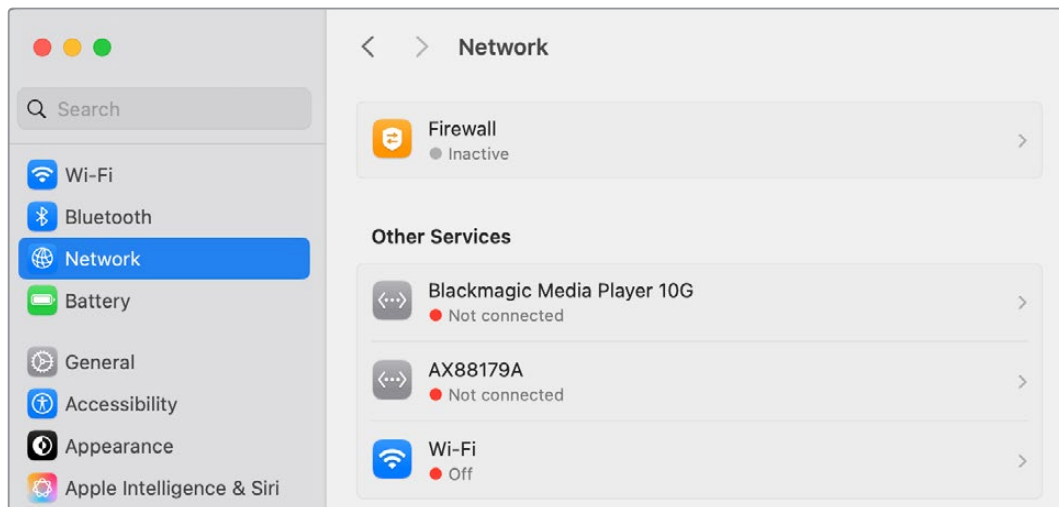 Search
Wi-Fi
Bluetooth
Network
Battery
General
Accessibility
Appearance
Apple Intelligence & Siri
Network
Firewall
Inactive
Other Services
Blackmagic Media Player 10G
Not connected
AX88179A
Not connected
Wi-Fi
Off